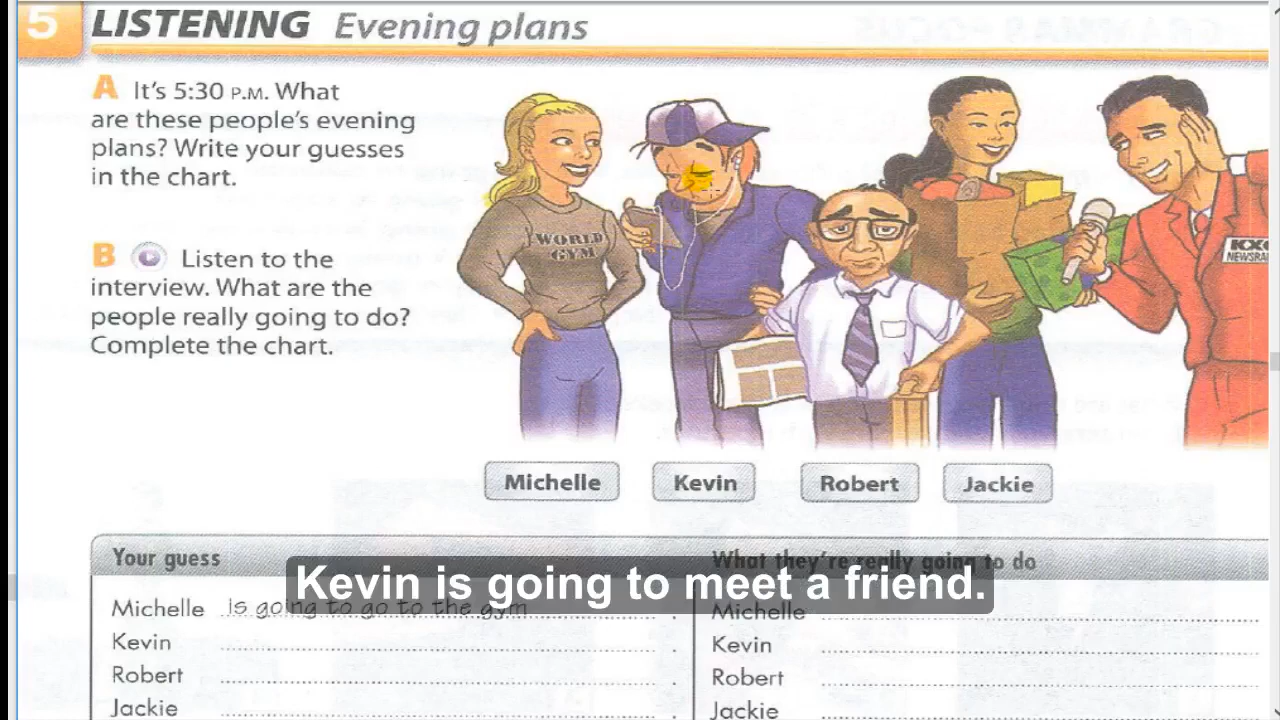 5 LISTENING Evening plans
A It's 5:30 P.M. What
are these people's evening
plans? Write your guesses
in the chart.
B Listen to the
interview. What are the
people really going to do?
Complete the chart.
WORLD
GYM
Michelle
Kevin
Robert
Jackie
Your guess
What they're really going to do
Kevin is going to meet a friend.
Michelle is going to go to the gym.
Kevin
Robert
Jackie
Michelle
Kevin
Robert
Jackie